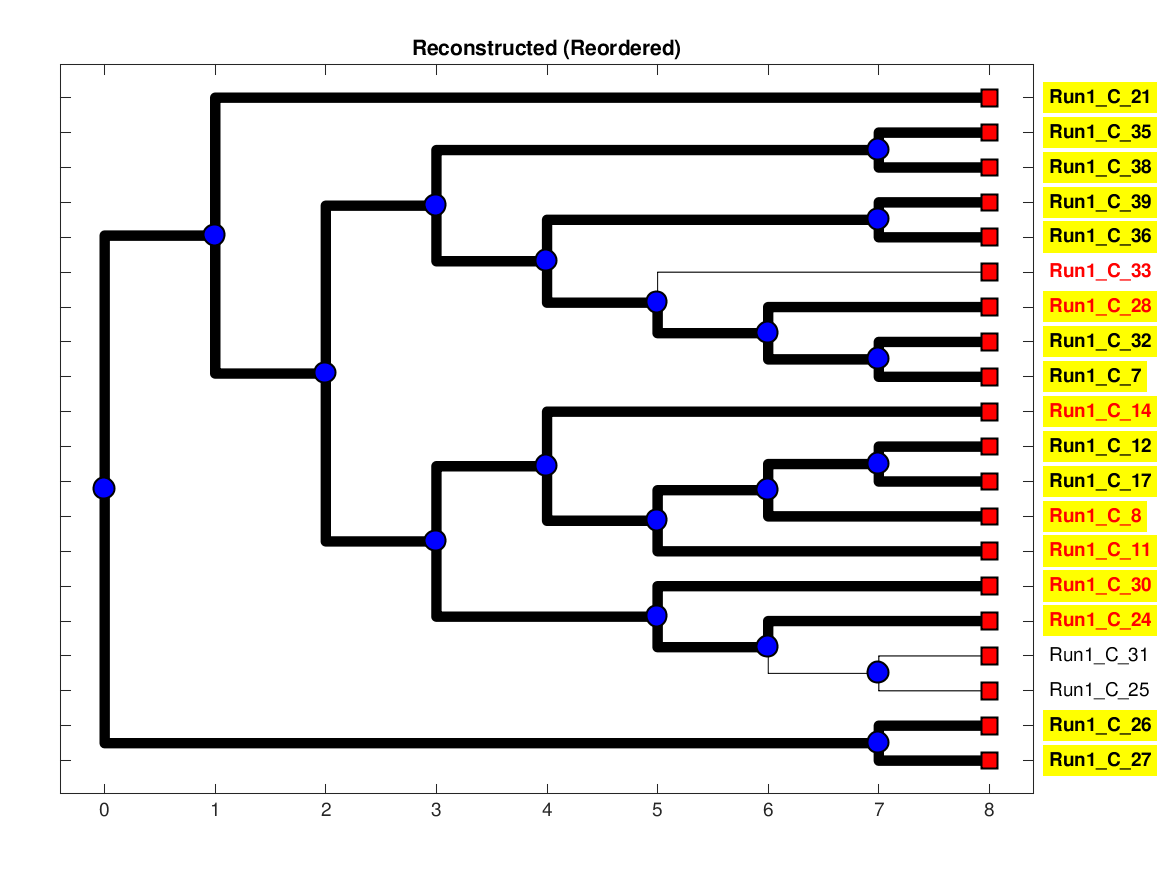 Reconstructed (Reordered)
Run1_C_21
Run1_C_35
Run1_C_38
Run1_C_39
Run1_C_36
Run1_C_33
Run1_C_28
Run1_C_32
Run1_C_7
Run1_C_14
Run1_C_12
Run1_C_17
Run1_C_8
Run1_C_11
Run1_C_30
Run1_C_24
Run1_C_31
Run1_C_25
Run1_C_26
Run1_C_27
0 1 2 3 4 5 6 7 8